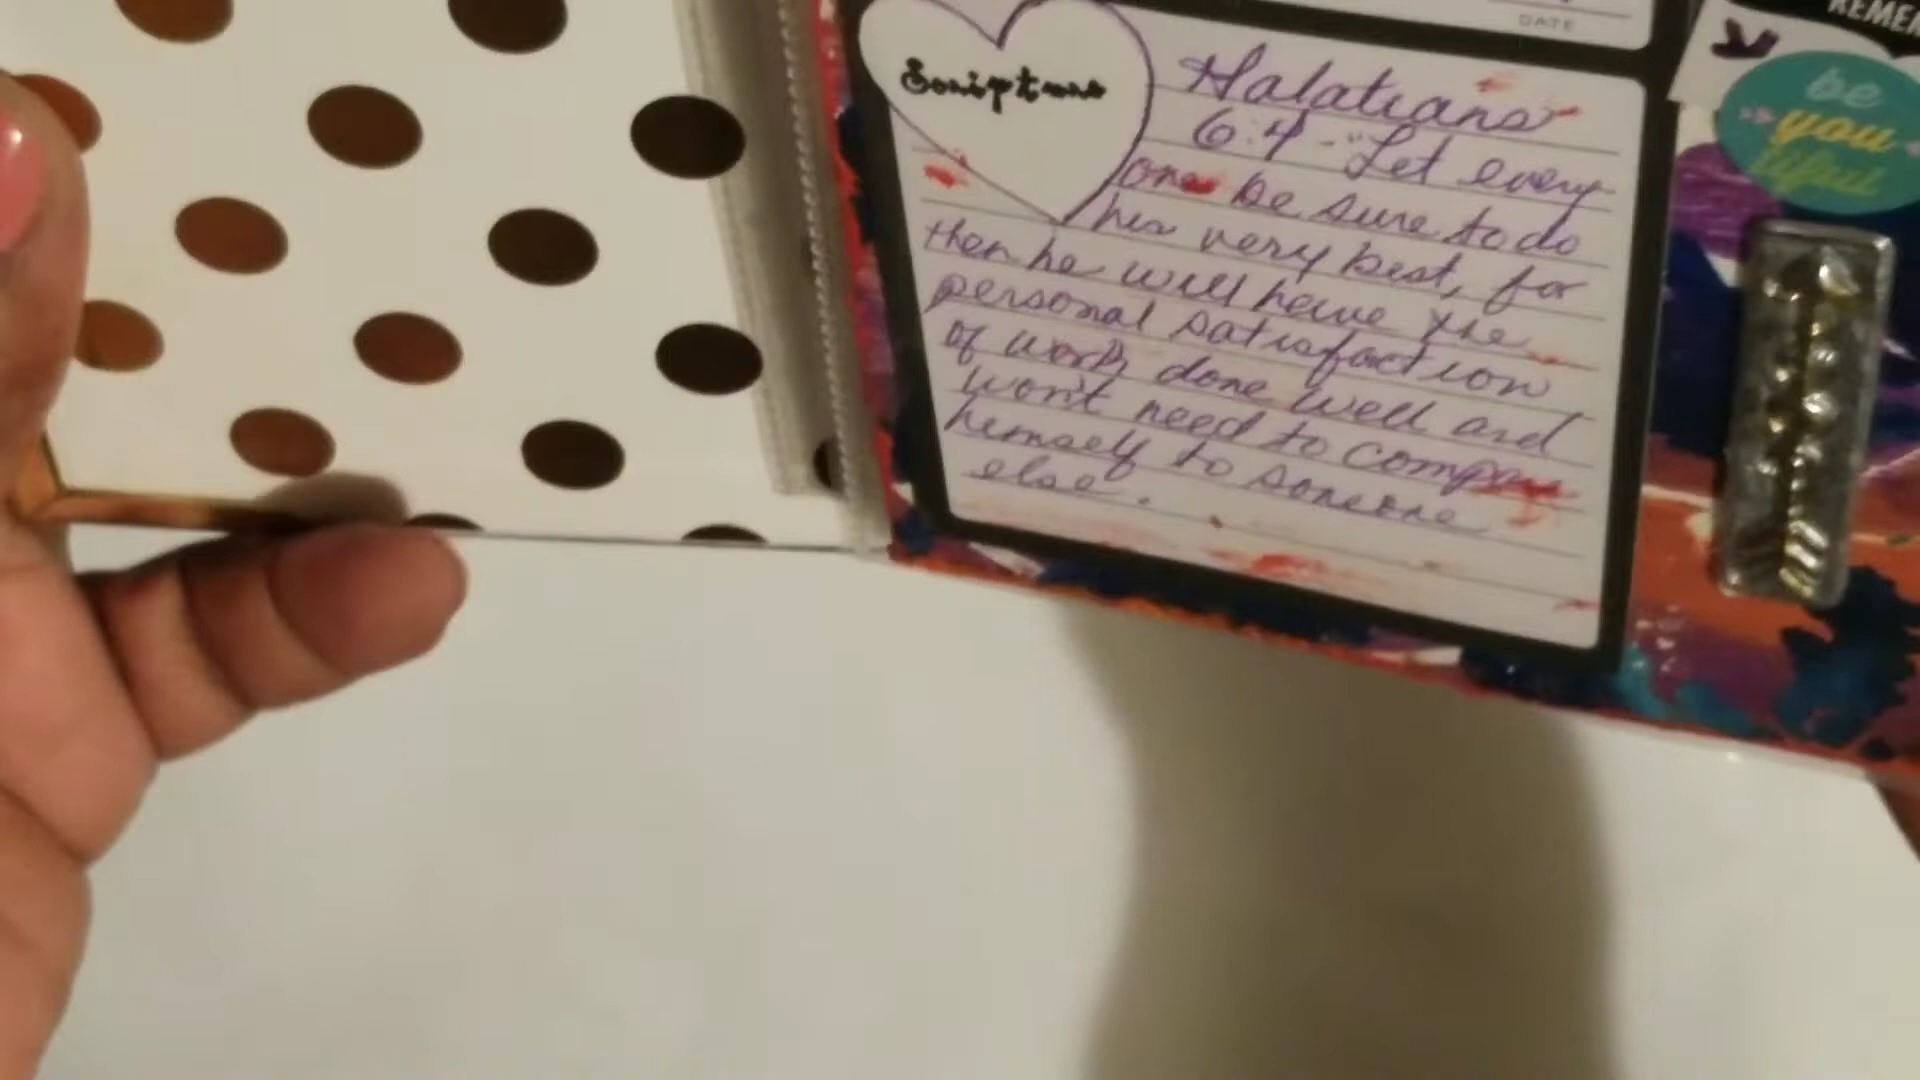 DATE
Scripture
Galatians
6:4 - "Let every
one be sure to do
his very best, for
then he will have the
personal satisfaction
of work done well and
won't need to compare
himself to someone
else.
REMEM
be
you
tiful